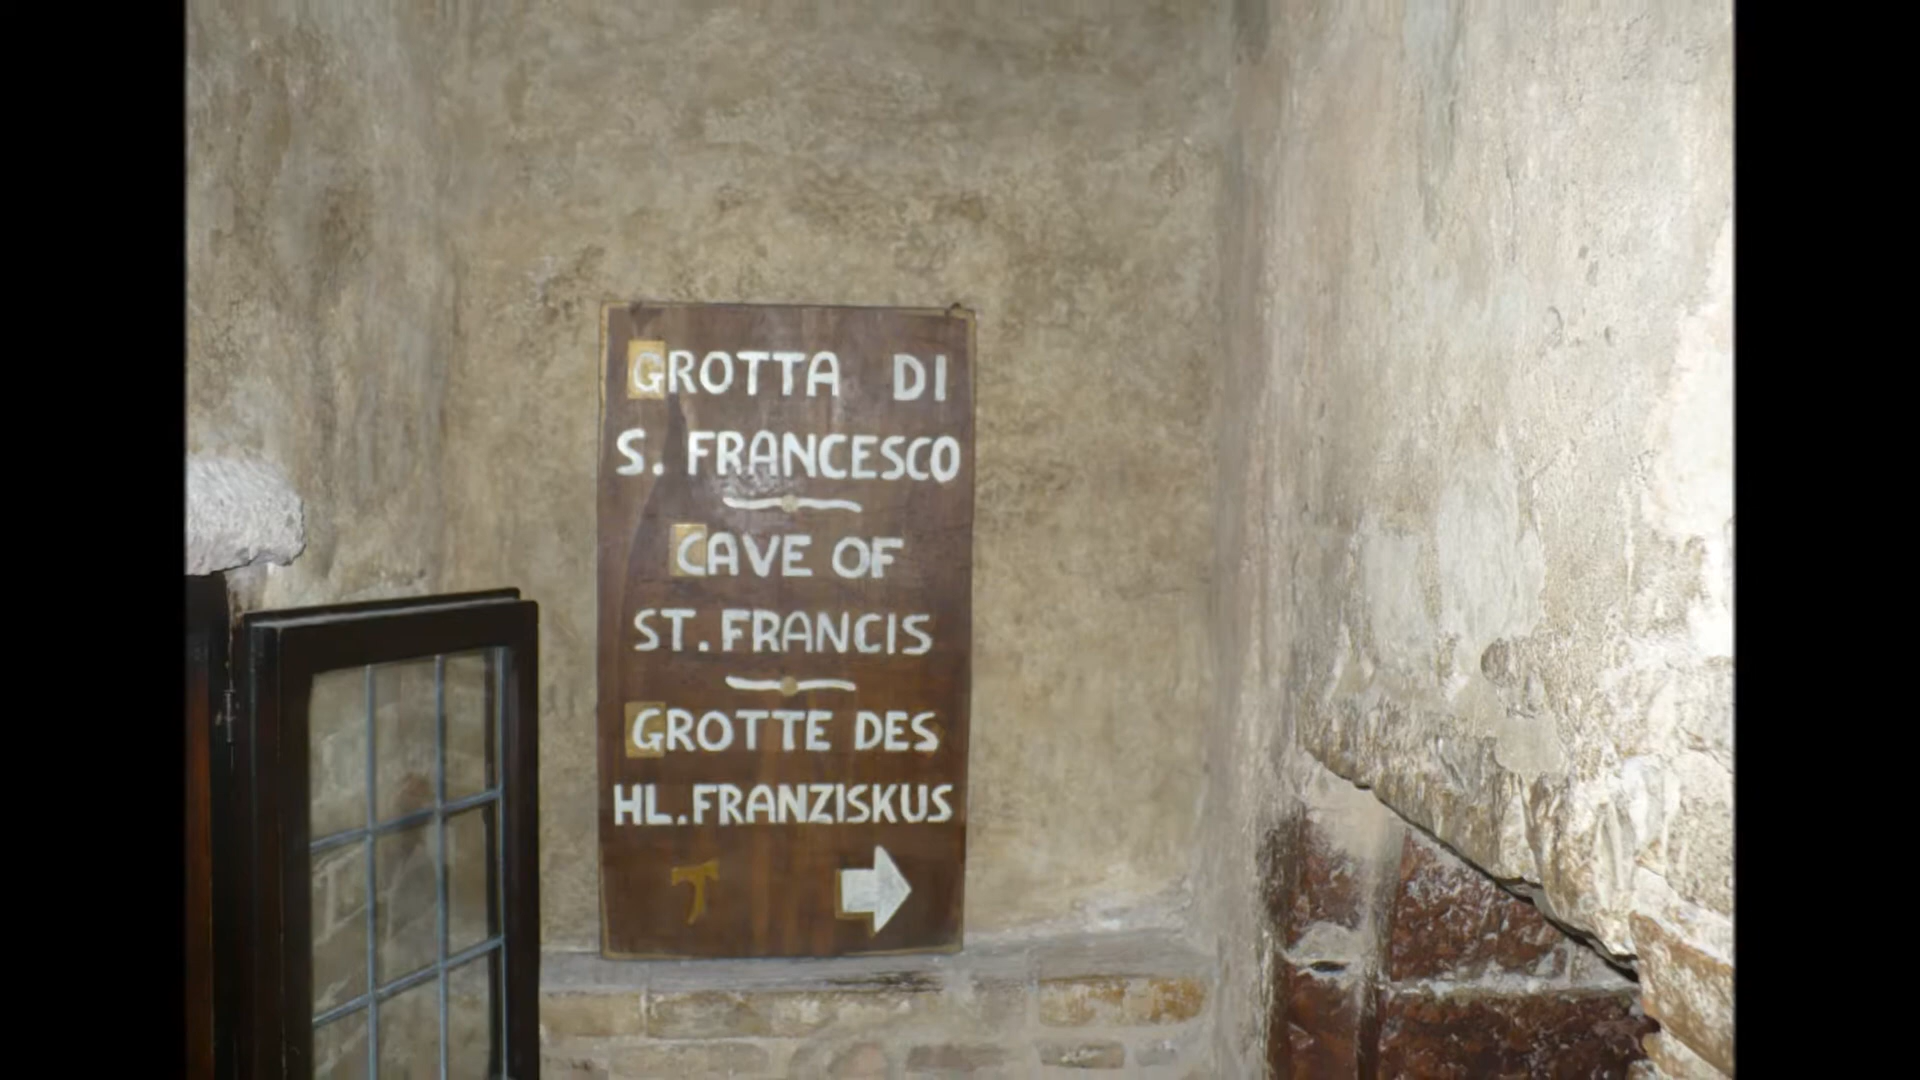 GROTTA DI
S. FRANCESCO
CAVE OF
ST. FRANCIS
GROTTE DES
HL. FRANZISKUS